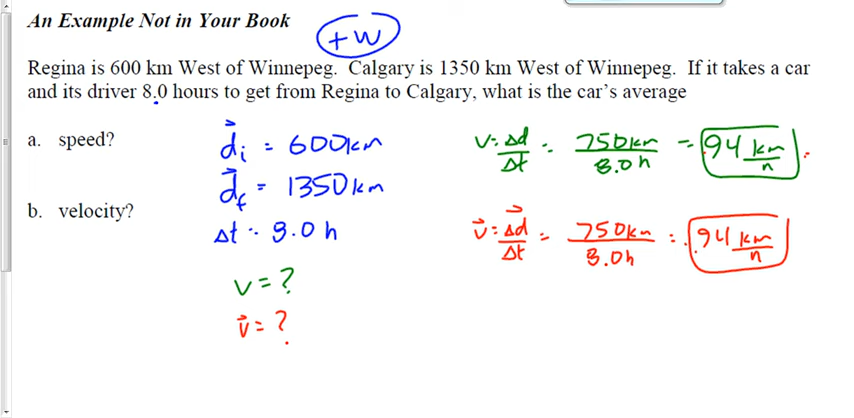 An Example Not in Your Book
+W
Regina is 600 km West of Winnepeg. Calgary is 1350 km West of Winnepeg. If it takes a car
and its driver 8.0 hours to get from Regina to Calgary, what is the car's average
a. speed?
b. velocity?
d⃗i = 600km
d⃗f = 1350km
Δt = 8.0 h
v = ?
v⃗ = ?
v = Δd/Δt = 750km/8.0h = 94 km/h
v⃗ = Δd⃗/Δt = 750km/8.0h = 94 km/h